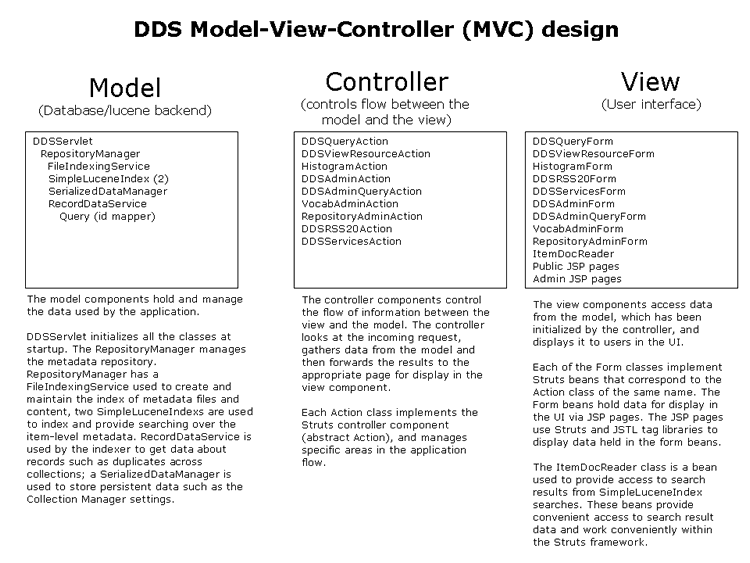 DDS Model-View-Controller (MVC) design
Model
(Database/lucene backend)
DDSServlet
RepositoryManager
FileIndexingService
SimpleLuceneIndex (2)
SerializedDataManager
RecordDataService
Query (id mapper)
The model components hold and manage
the data used by the application.
DDSServlet initializes all the classes at
startup. The RepositoryManager manages
the metadata repository.
RepositoryManager has a
FileIndexingService used to create and
maintain the index of metadata files and
content, two SimpleLuceneIndexs are used
to index and provide searching over the
item-level metadata. RecordDataService is
used by the indexer to get data about
records such as duplicates across
collections; a SerializedDataManager is
used to store persistent data such as the
Collection Manager settings.
Controller
(controls flow between the
model and the view)
DDSQueryAction
DDSViewResourceAction
HistogramAction
DDSAdminAction
DDSAdminQueryAction
VocabAdminAction
RepositoryAdminAction
DDSRSS20Action
DDSServicesAction
The controller components control
the flow of information between the
view and the model. The controller
looks at the incoming request,
gathers data from the model and
then forwards the results to the
appropriate page for display in the
view component.
Each Action class implements the
Struts controller component
(abstract Action), and manages
specific areas in the application
flow.
View
(User interface)
DDSQueryForm
DDSViewResourceForm
HistogramForm
DDSRSS20Form
DDSServicesForm
DDSAdminForm
DDSAdminQueryForm
VocabAdminForm
RepositoryAdminForm
ItemDocReader
Public JSP pages
Admin JSP pages
The view components access data
from the model, which has been
initialized by the controller, and
displays it to users in the UI.
Each of the Form classes implement
Struts beans that correspond to the
Action class of the same name. The
Form beans hold data for display in
the UI via JSP pages. The JSP pages
use Struts and JSTL tag libraries to
display data held in the form beans.
The ItemDocReader class is a bean
used to provide access to search
results from SimpleLuceneIndex
searches. These beans provide
convenient access to search result
data and work conveniently within
the Struts framework.